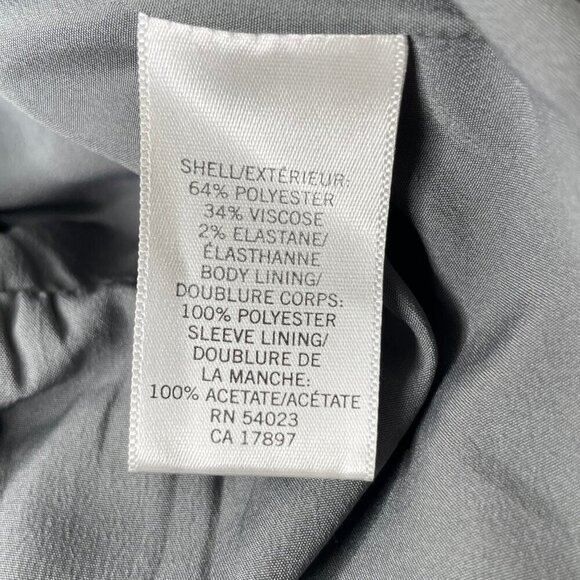 SHELL/EXTÉRIEUR:
64% POLYESTER
34% VISCOSE
2% ELASTANE/
ÉLASTHANNE
BODY LINING/
DOUBLURE CORPS:
100% POLYESTER
SLEEVE LINING/
DOUBLURE DE
LA MANCHE:
100% ACETATE/ACÉTATE
RN 54023
CA 17897